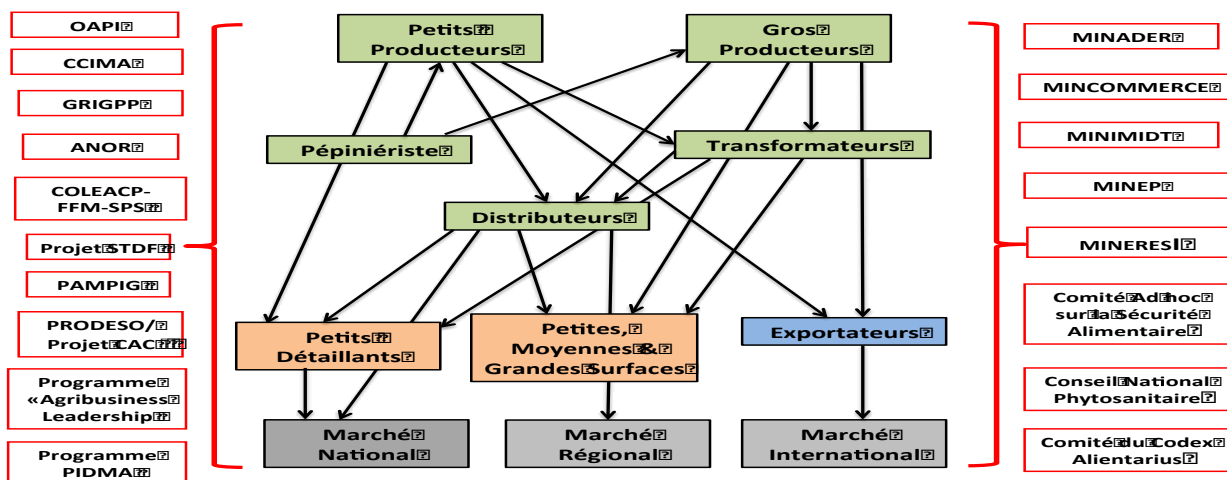 OAPI
CCIMA
GRIGPP
ANOR
COLEACP-
FFM-SPS
Projet STDF
PAMPIG
PRODESO/
Projet CAC
Programme
«Agribusiness
Leadership
Programme
PIDMA
Petits
Producteurs
Gros
Producteurs
Pépiniériste
Transformateurs
Distributeurs
Petits
Détaillants
Petites,
Moyennes &
Grandes Surfaces
Exportateurs
Marché
National
Marché
Régional
Marché
International
MINADER
MINCOMMERCE
MINIMIDT
MINEP
MINERESI
Comité Ad hoc
sur la Sécurité
Alimentaire
Conseil National
Phytosanitaire
Comité du Codex
Alientarius